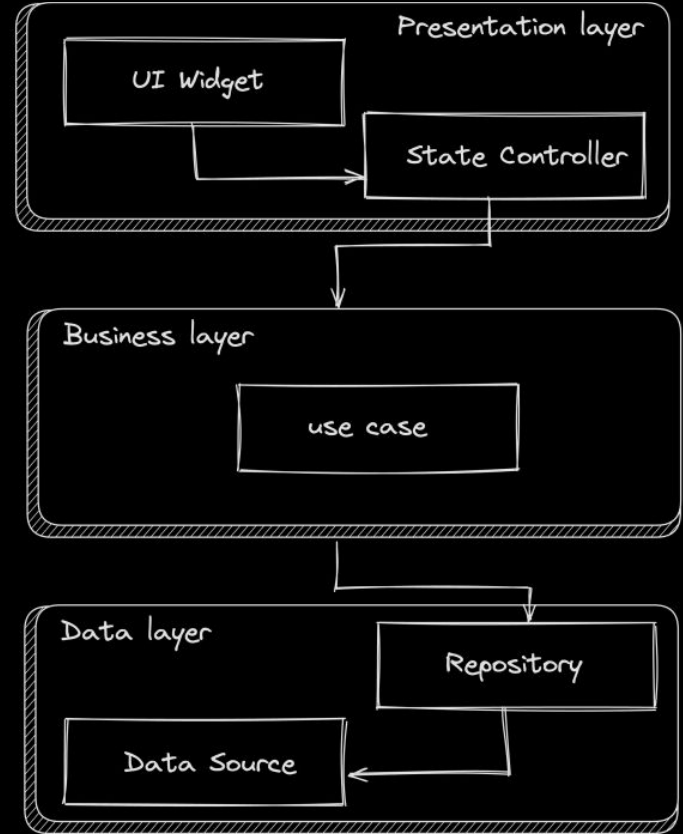 Presentation layer
UI Widget
State Controller
Business layer
use case
Data layer
Repository
Data Source